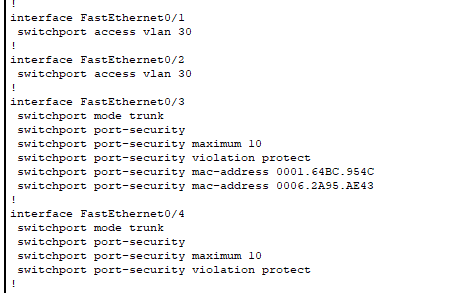 !
interface FastEthernet0/1
switchport access vlan 30
!
interface FastEthernet0/2
switchport access vlan 30
!
interface FastEthernet0/3
switchport mode trunk
switchport port-security
switchport port-security maximum 10
switchport port-security violation protect
switchport port-security mac-address 0001.64BC.954C
switchport port-security mac-address 0006.2A95.AE43
!
interface FastEthernet0/4
switchport mode trunk
switchport port-security
switchport port-security maximum 10
switchport port-security violation protect
!